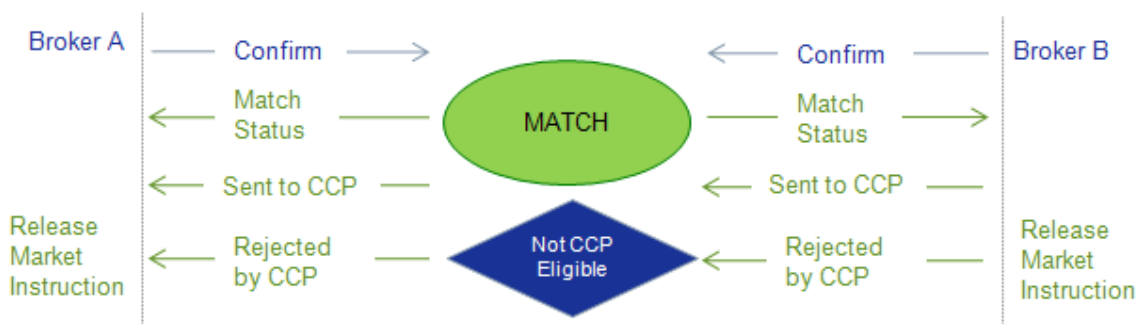 Broker A
Confirm
Confirm
Broker B
Match
Status
MATCH
Match
Status
Sent to CCP
Sent to CCP
Release
Market
Instruction
Rejected
by CCP
Not CCP
Eligible
Rejected
by CCP
Release
Market
Instruction